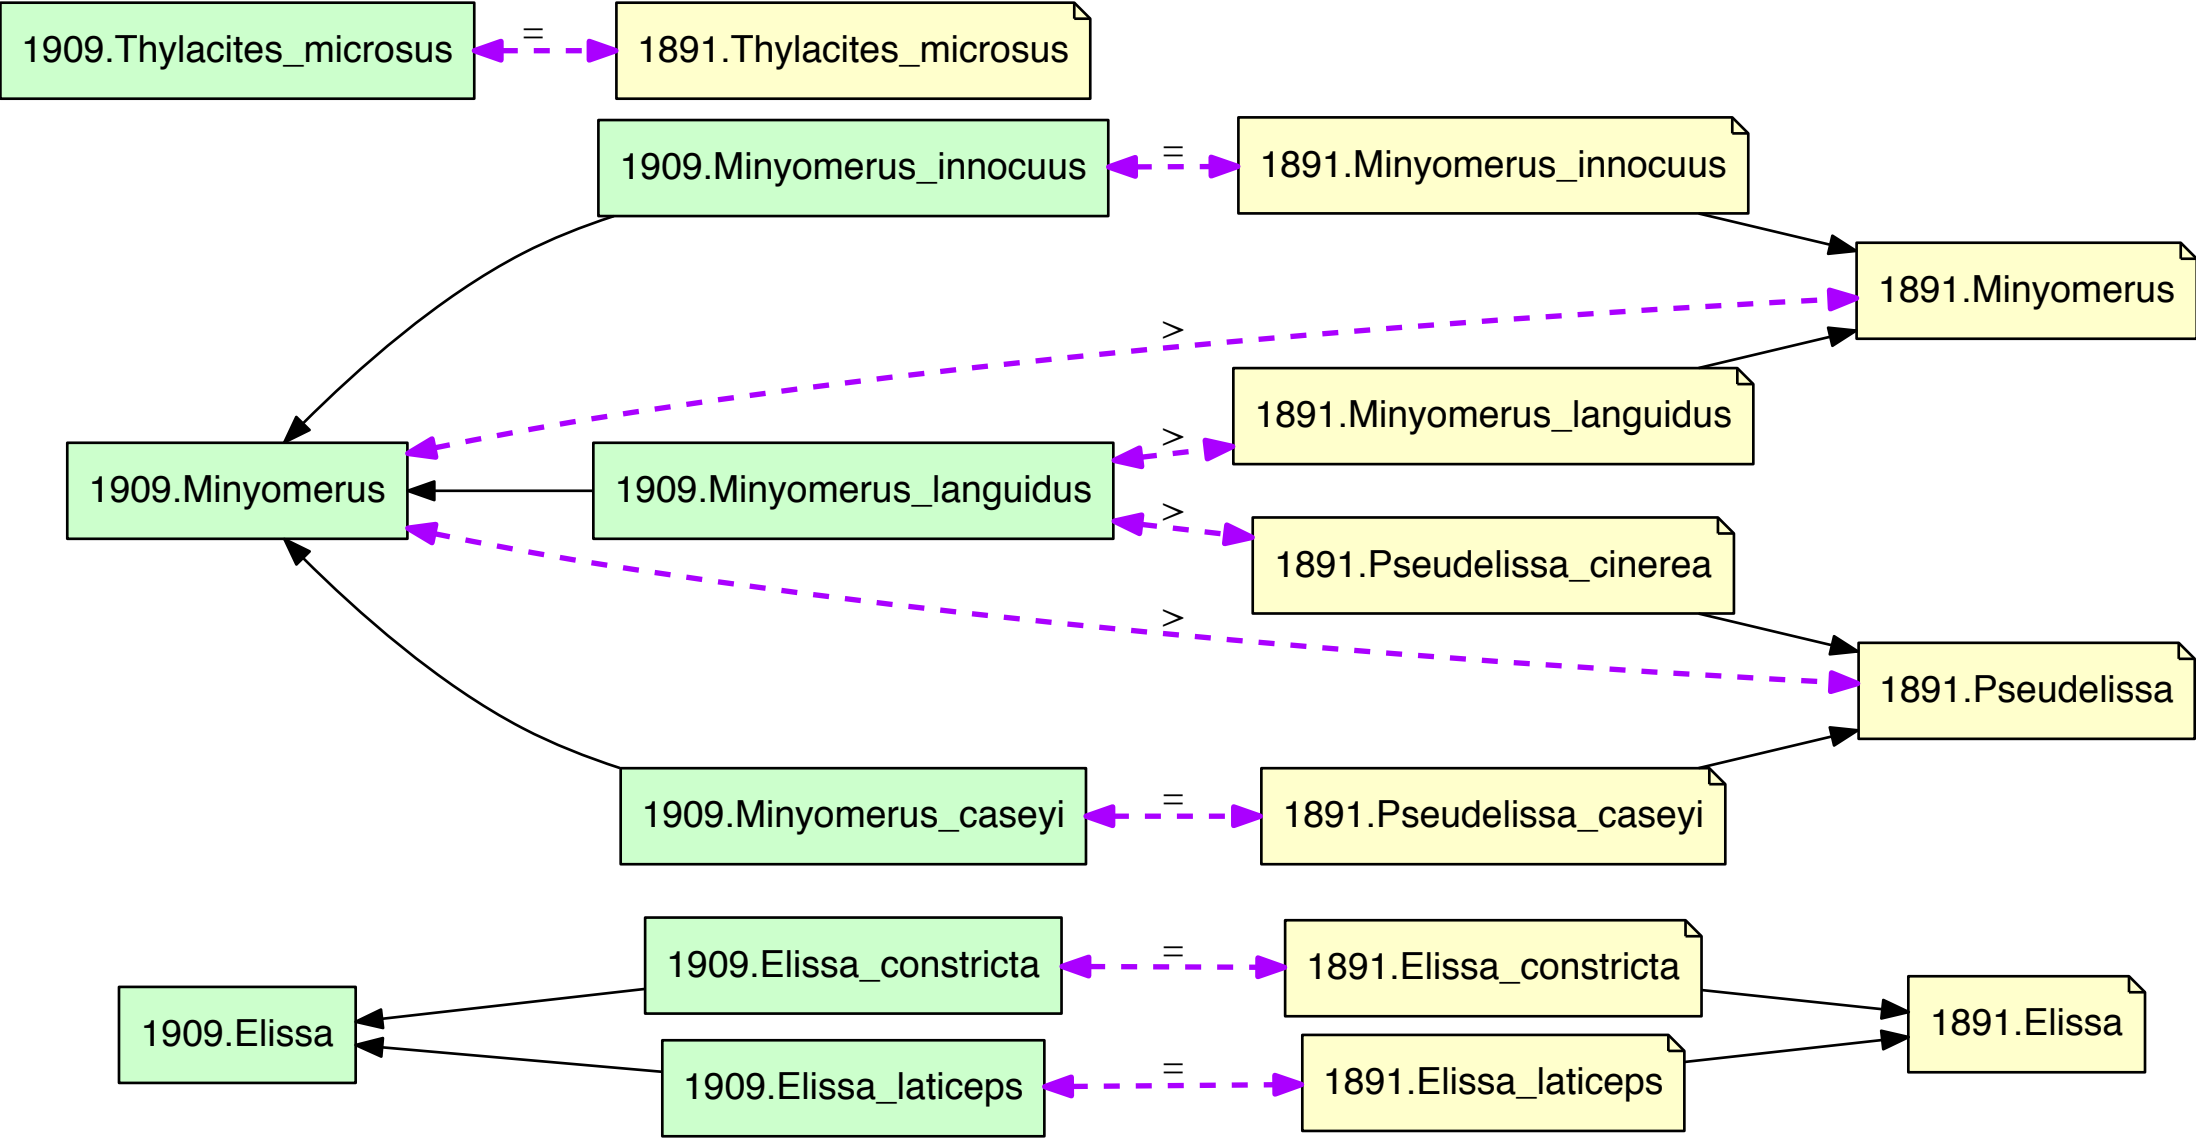 1909.Thylacites_microsus = 1891.Thylacites_microsus
1909.Minyomerus_innocuus = 1891.Minyomerus_innocuus
1891.Minyomerus
>
1891.Minyomerus_languidus
>
1909.Minyomerus
1909.Minyomerus_languidus
>
1891.Pseudelissa_cinerea
>
1891.Pseudelissa
1909.Minyomerus_caseyi = 1891.Pseudelissa_caseyi
1909.Elissa_constricta = 1891.Elissa_constricta
1909.Elissa
1891.Elissa
1909.Elissa_laticeps = 1891.Elissa_laticeps